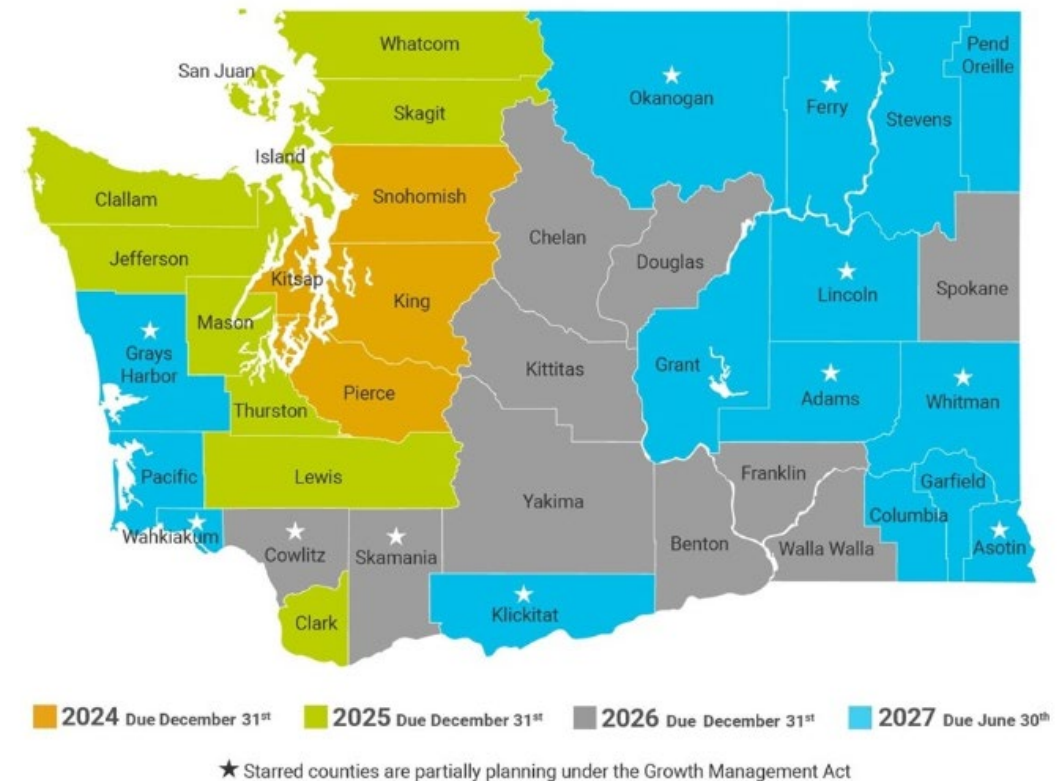 Whatcom
San Juan
Skagit
Island
Snohomish
Clallam
Jefferson
Kitsap
King
Mason
Grays
Harbor
Pierce
Thurston
Pacific
Lewis
Wahkiakum
Cowlitz
Skamania
Clark
Okanogan
Ferry
Stevens
Pend
Oreille
Chelan
Douglas
Lincoln
Spokane
Kittitas
Grant
Adams
Whitman
Yakima
Franklin
Garfield
Columbia
Benton
Walla Walla
Asotin
Klickitat
2024 Due December 31st
2025 Due December 31st
2026 Due December 31st
2027 Due June 30th
★ Starred counties are partially planning under the Growth Management Act